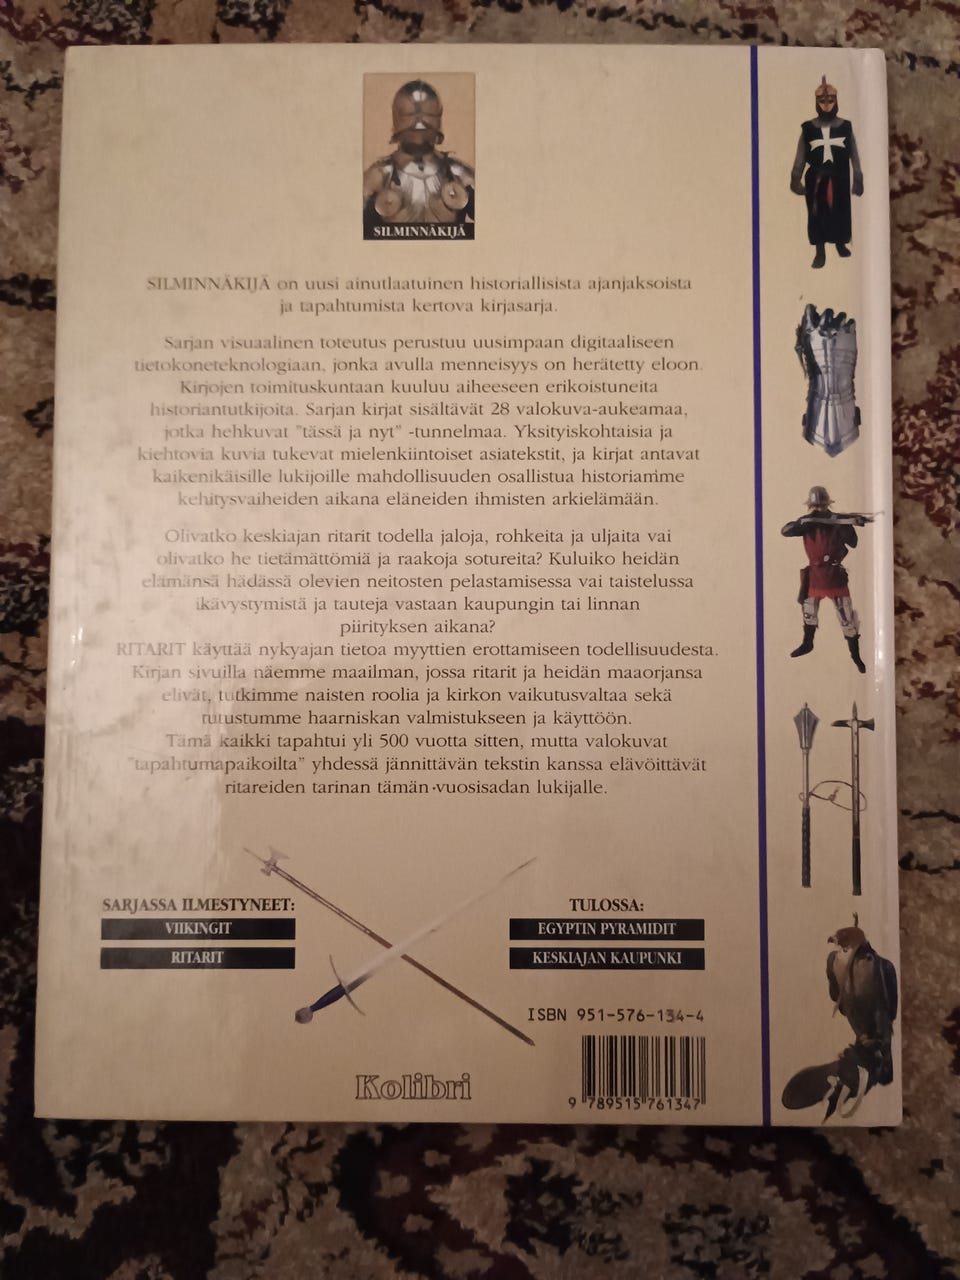 SILMINNÄKIJÄ
SILMINNÄKIJÄ on uusi ainutlaatuinen historiallisista ajanjaksoista
ja tapahtumista kertova kirjasarja.
Sarjan visuaalinen toteutus perustuu uusimpaan digitaaliseen
tietokoneteknologiaan, jonka avulla menneisyys on herätetty eloon.
Kirjojen toimituskuntaan kuuluu aiheeseen erikoistuneita
historiantutkijoita. Sarjan kirjat sisältävät 28 valokuva-aukeamaa,
jotka hehkuvat "tässä ja nyt" -tunnelmaa. Yksityiskohtaisia ja
kiehtovia kuvia tukevat mielenkiintoiset asiatekstit, ja kirjat antavat
kaikenikäisille lukijoille mahdollisuuden osallistua historiamme
kehitysvaiheiden aikana eläneiden ihmisten arkielämään.
Olivatko keskiajan ritarit todella jaloja, rohkeita ja uljaita vai
olivatko he tietämättömiä ja raakoja sotureita? Kuluiko heidän
elämänsä hädässä olevien neitosten pelastamisessa vai taistelussa
ikävystymistä ja tauteja vastaan kaupungin tai linnan
piirityksen aikana?
RITARIT käyttää nykyajan tietoa myyttien erottamiseen todellisuudesta.
Kirjan sivuilla näemme maailman, jossa ritarit ja heidän maaorjansa
elivät, tutkimme naisten roolia ja kirkon vaikutusvaltaa sekä
tutustumme haarniskan valmistukseen ja käyttöön.
Tämä kaikki tapahtui yli 500 vuotta sitten, mutta valokuvat
"tapahtumapaikoilta" yhdessä jännittävän tekstin kanssa elävöittävät
ritareiden tarinan tämän vuosisadan lukijalle.
SARJASSA ILMESTYNEET:
VIIKINGIT
RITARIT
TULOSSA:
EGYPTIN PYRAMIDIT
KESKIAJAN KAUPUNKI
ISBN 951-576-134-4
9 789515 761347
Kolibri